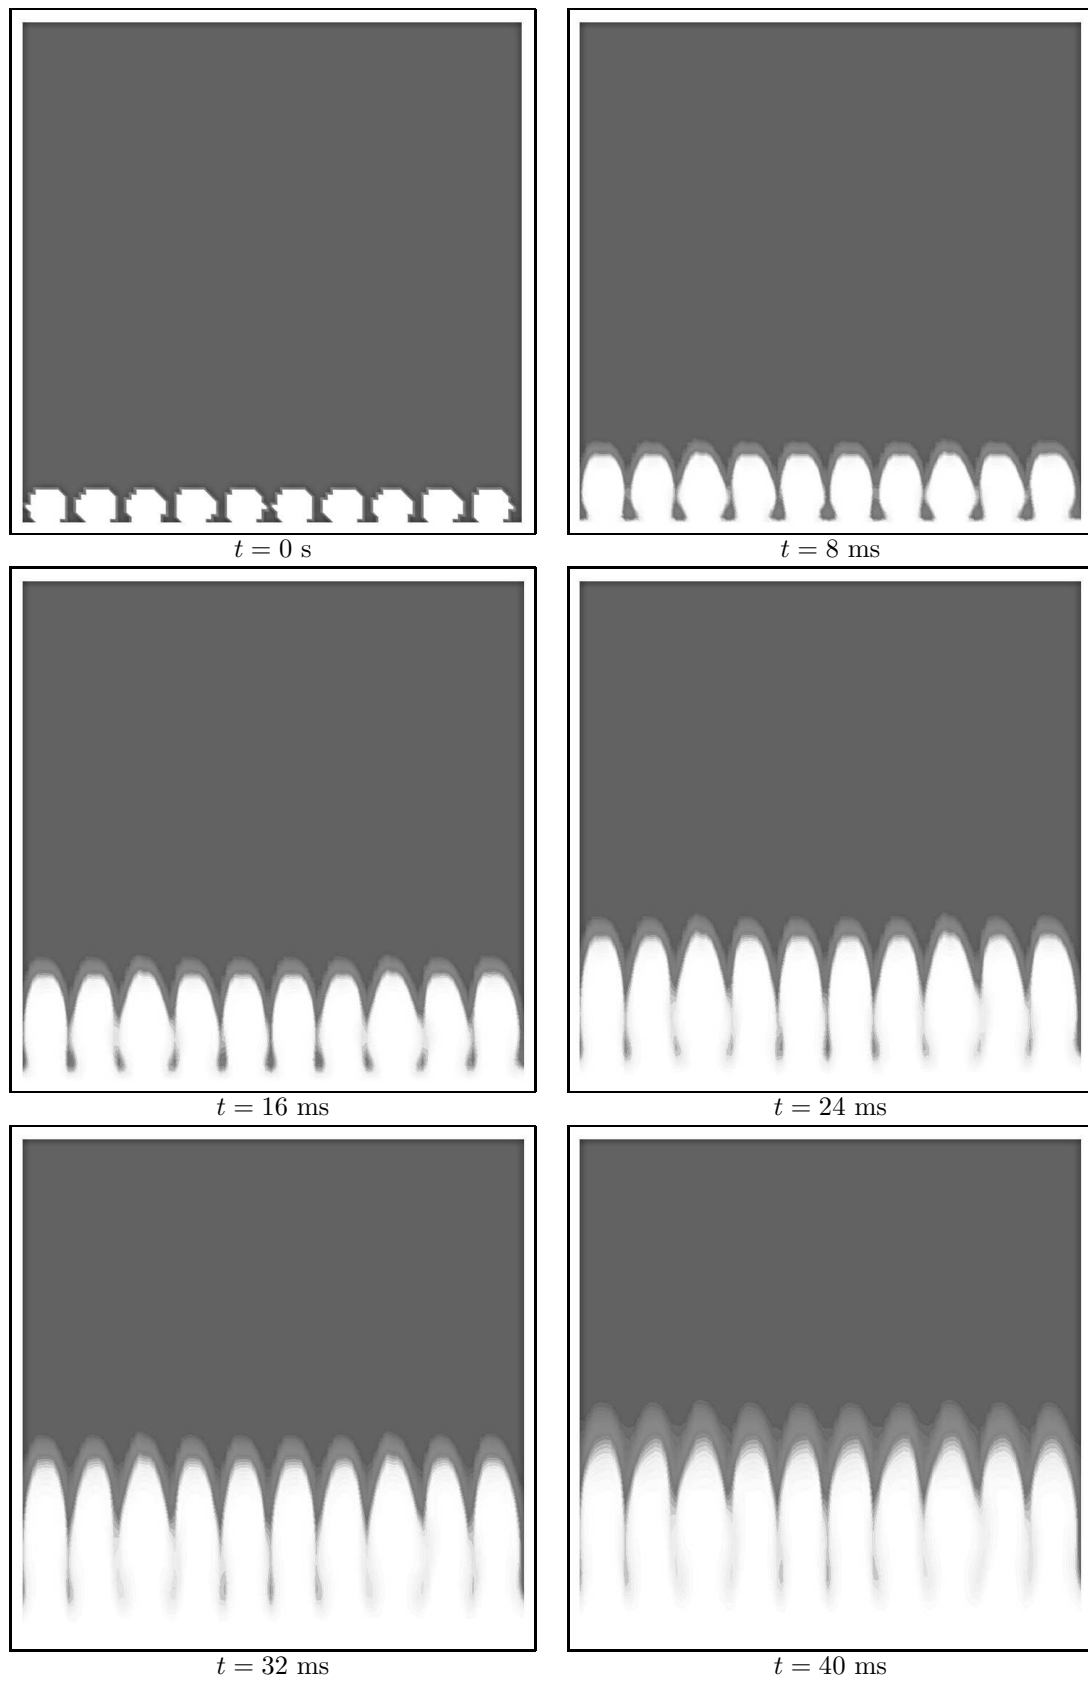 t = 0 s
t = 8 ms
t = 16 ms
t = 24 ms
t = 32 ms
t = 40 ms